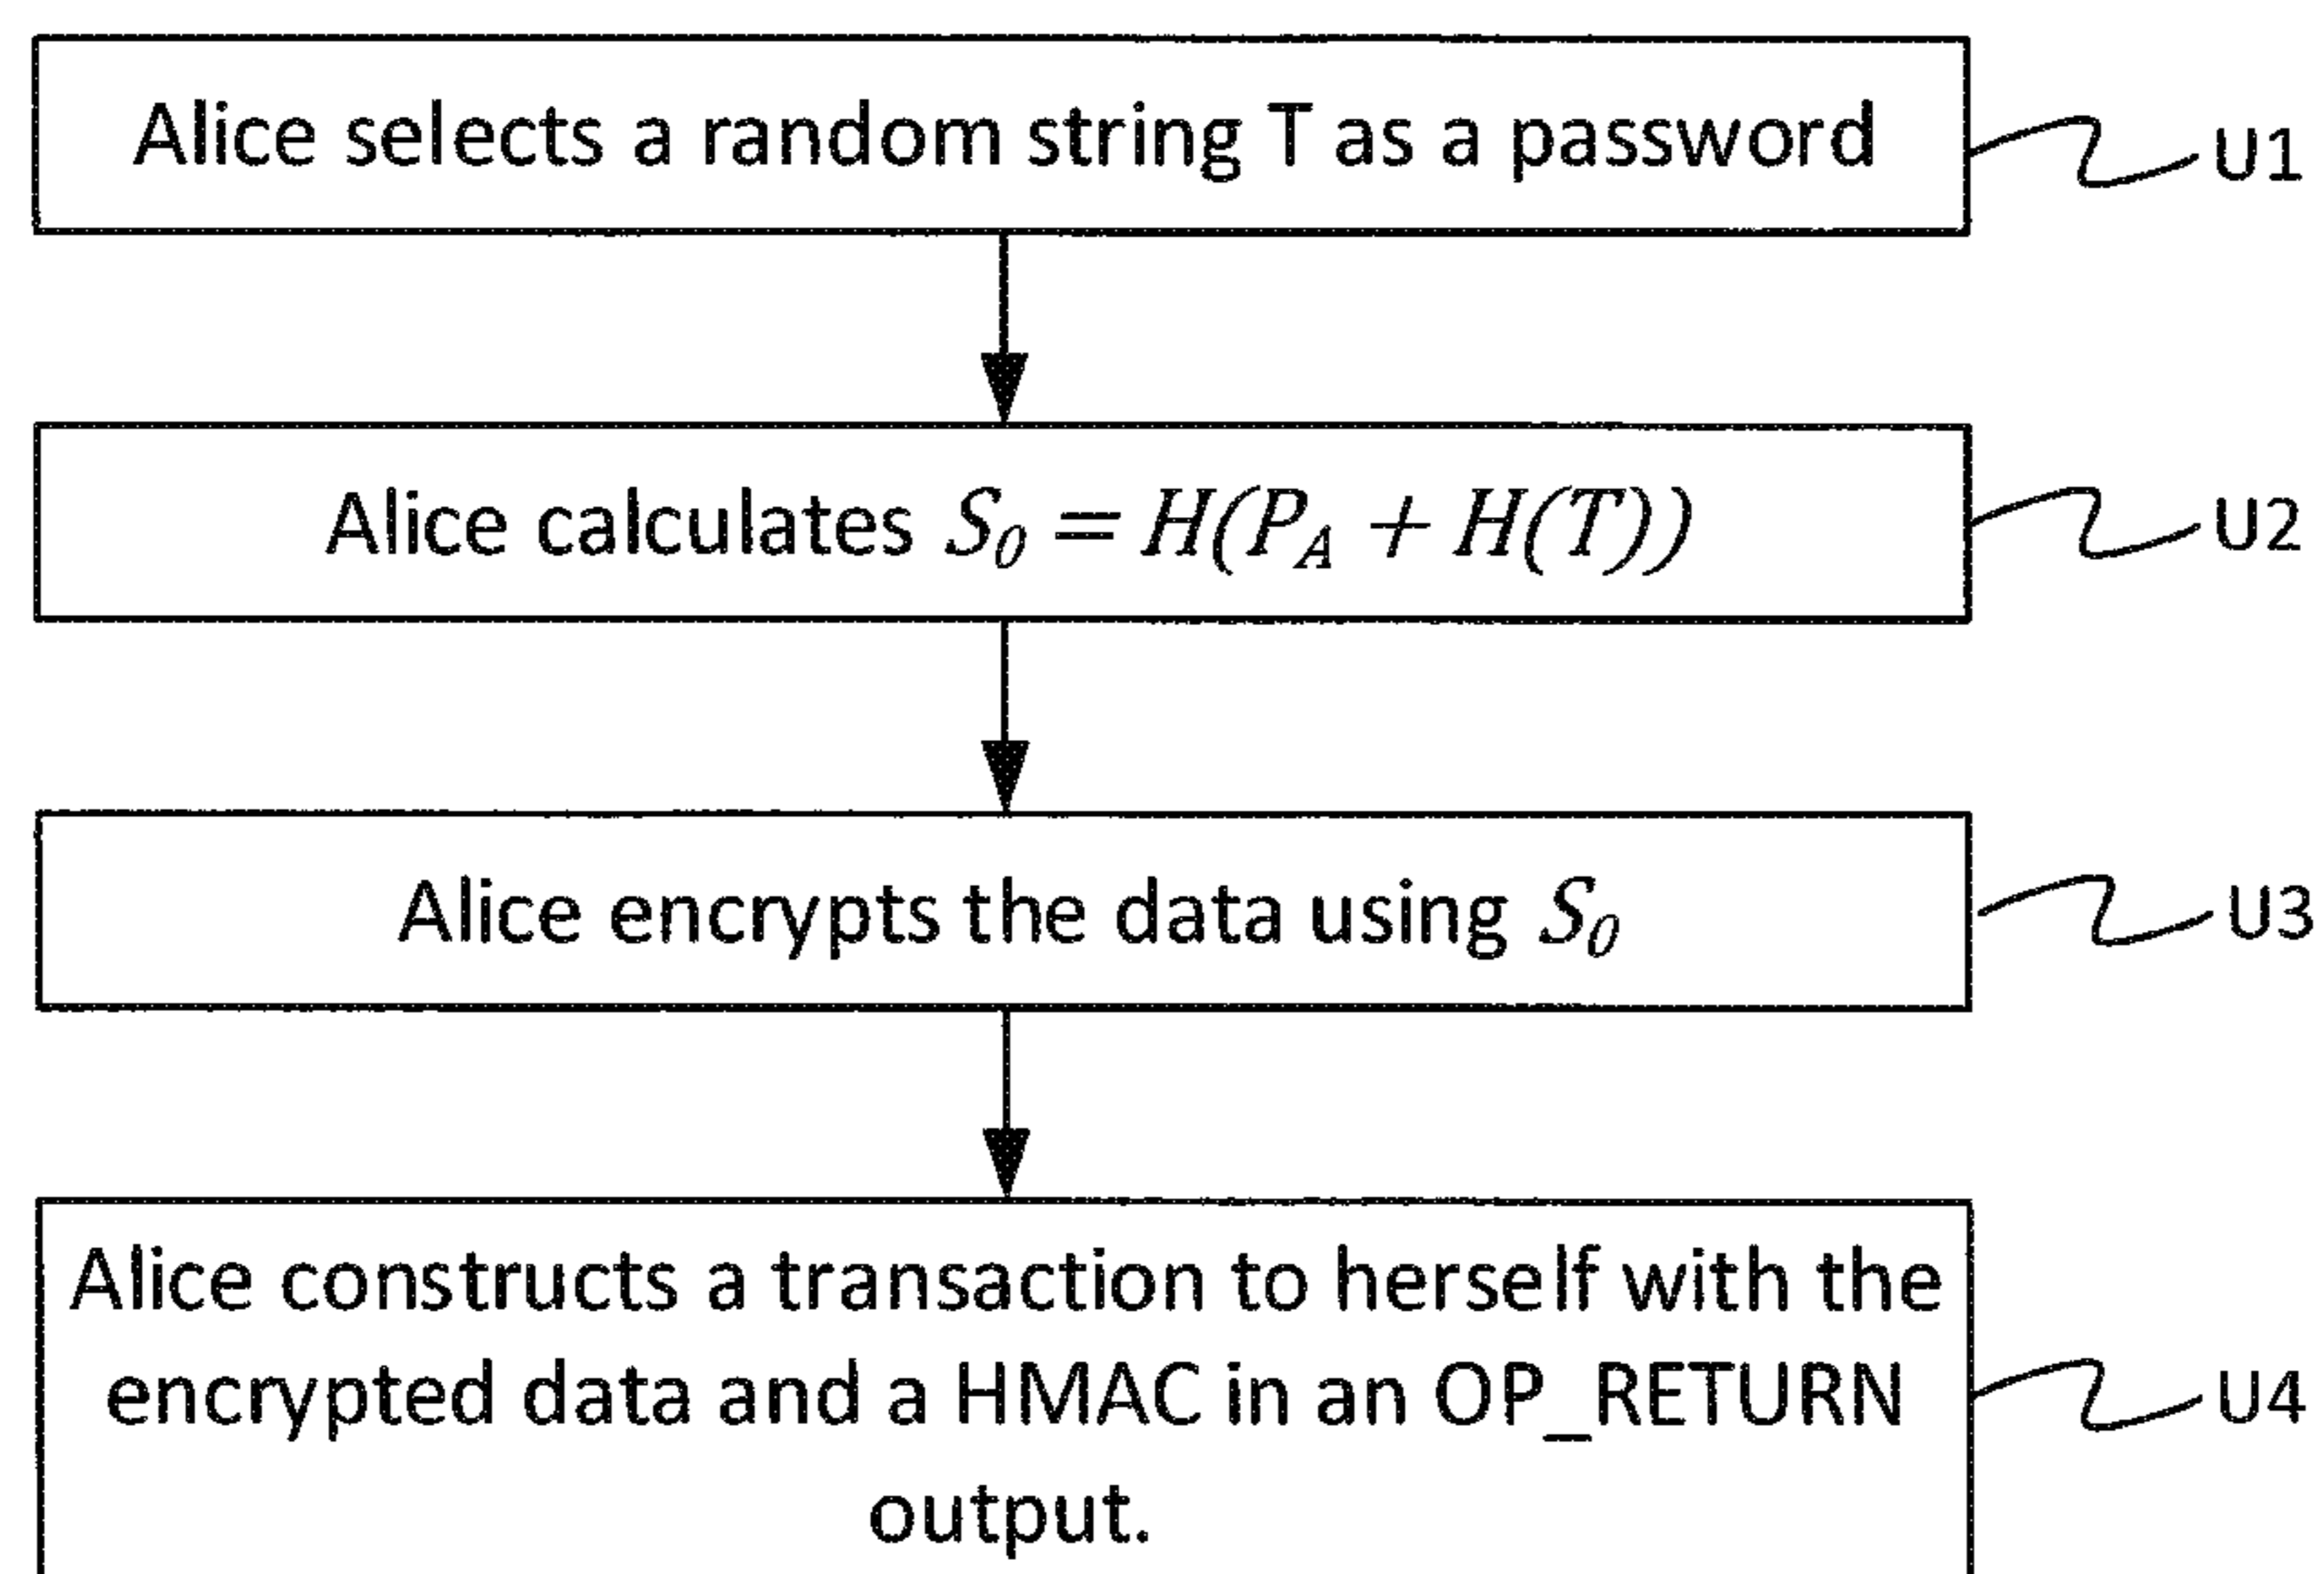 Alice selects a random string T as a password
U1
Alice calculates S₀ = H(P_A + H(T))
U2
Alice encrypts the data using S₀
U3
Alice constructs a transaction to herself with the
encrypted data and a HMAC in an OP_RETURN
output.
U4